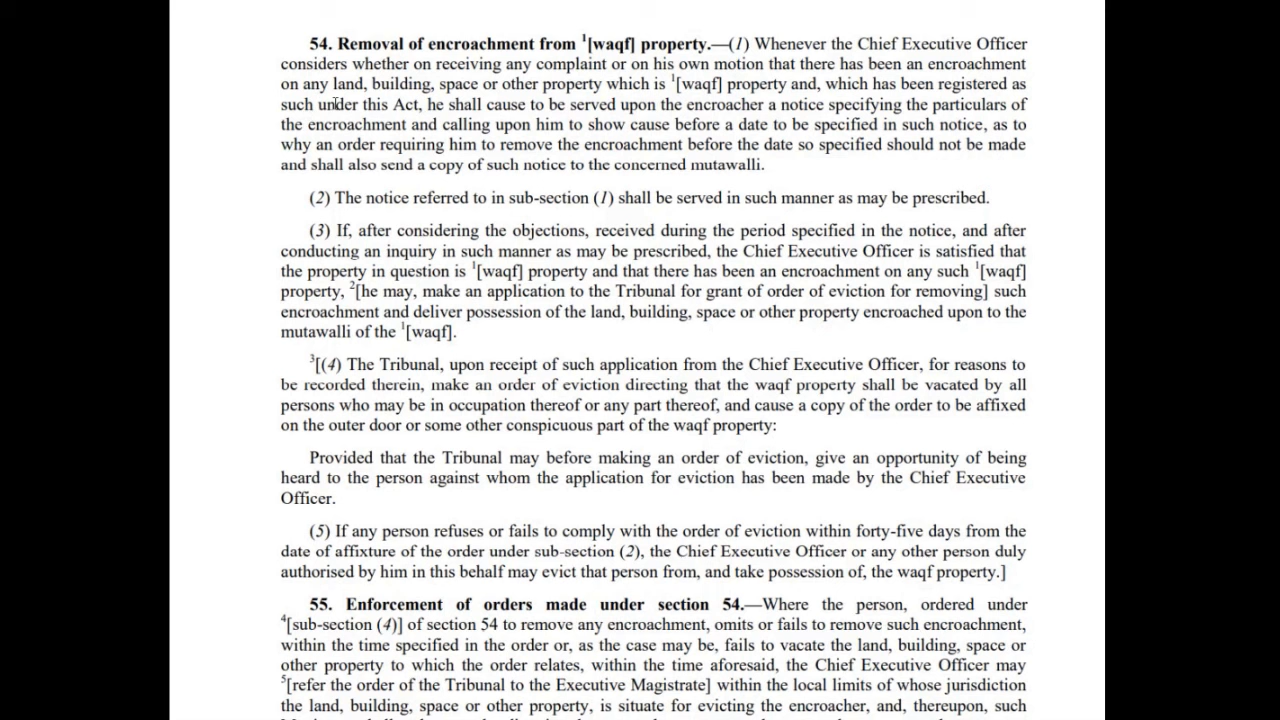 54. Removal of encroachment from 1[waqf] property.—(1) Whenever the Chief Executive Officer
considers whether on receiving any complaint or on his own motion that there has been an encroachment
on any land, building, space or other property which is 1[waqf] property and, which has been registered as
such under this Act, he shall cause to be served upon the encroacher a notice specifying the particulars of
the encroachment and calling upon him to show cause before a date to be specified in such notice, as to
why an order requiring him to remove the encroachment before the date so specified should not be made
and shall also send a copy of such notice to the concerned mutawalli.
(2) The notice referred to in sub-section (1) shall be served in such manner as may be prescribed.
(3) If, after considering the objections, received during the period specified in the notice, and after
conducting an inquiry in such manner as may be prescribed, the Chief Executive Officer is satisfied that
the property in question is 1[waqf] property and that there has been an encroachment on any such 1[waqf]
property, 2[he may, make an application to the Tribunal for grant of order of eviction for removing] such
encroachment and deliver possession of the land, building, space or other property encroached upon to the
mutawalli of the 1[waqf].
3[(4) The Tribunal, upon receipt of such application from the Chief Executive Officer, for reasons to
be recorded therein, make an order of eviction directing that the waqf property shall be vacated by all
persons who may be in occupation thereof or any part thereof, and cause a copy of the order to be affixed
on the outer door or some other conspicuous part of the waqf property:
Provided that the Tribunal may before making an order of eviction, give an opportunity of being
heard to the person against whom the application for eviction has been made by the Chief Executive
Officer.
(5) If any person refuses or fails to comply with the order of eviction within forty-five days from the
date of affixture of the order under sub-section (2), the Chief Executive Officer or any other person duly
authorised by him in this behalf may evict that person from, and take possession of, the waqf property.]
55. Enforcement of orders made under section 54.—Where the person, ordered under
4[sub-section (4)] of section 54 to remove any encroachment, omits or fails to remove such encroachment,
within the time specified in the order or, as the case may be, fails to vacate the land, building, space or
other property to which the order relates, within the time aforesaid, the Chief Executive Officer may
5[refer the order of the Tribunal to the Executive Magistrate] within the local limits of whose jurisdiction
the land, building, space or other property, is situate for evicting the encroacher, and, thereupon, such